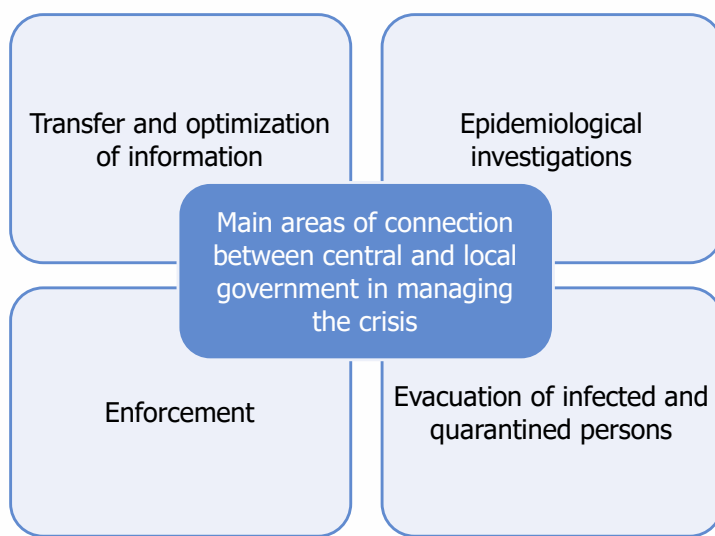 Transfer and optimization
of information
Epidemiological
investigations
Main areas of connection
between central and local
government in managing
the crisis
Enforcement
Evacuation of infected and
quarantined persons